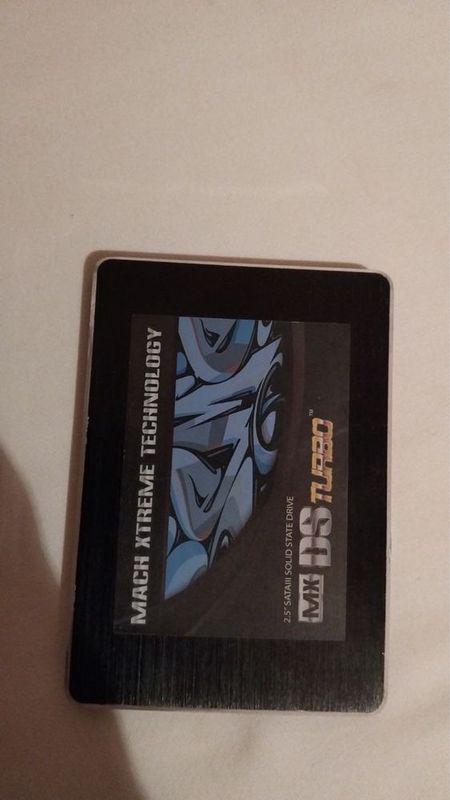 MACH XTREME TECHNOLOGY
2.5" SATAIII SOLID STATE DRIVE
MX DS TURBO™